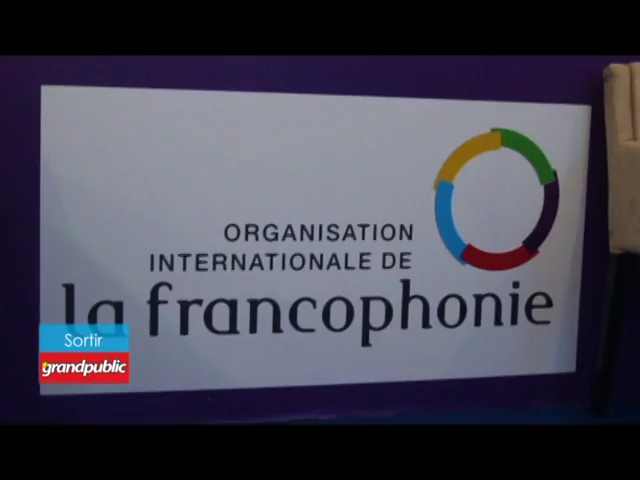 ORGANISATION
INTERNATIONALE DE
la francophonie
Sortir
grandpublic